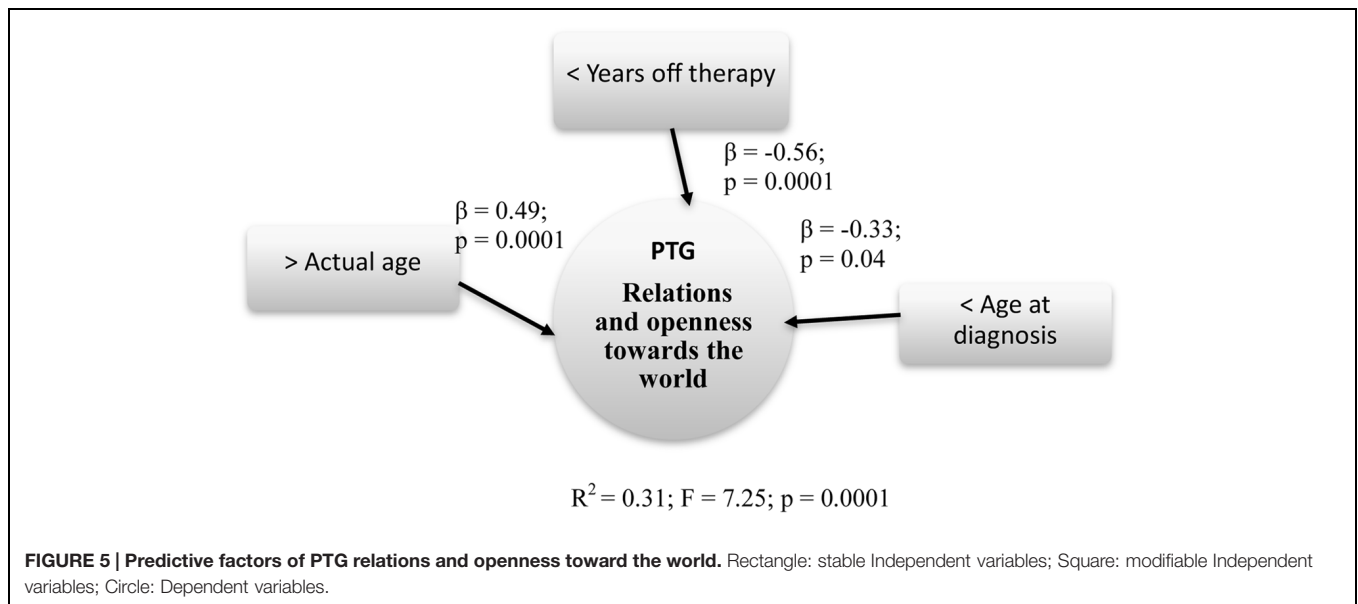 < Years off therapy
β = -0.56;
p = 0.0001
β = 0.49;
p = 0.0001
> Actual age
β = -0.33;
p = 0.04
PTG
Relations
and openness
towards the
world
< Age at
diagnosis
R² = 0.31; F = 7.25; p = 0.0001
FIGURE 5 | Predictive factors of PTG relations and openness toward the world. Rectangle: stable Independent variables; Square: modifiable Independent
variables; Circle: Dependent variables.